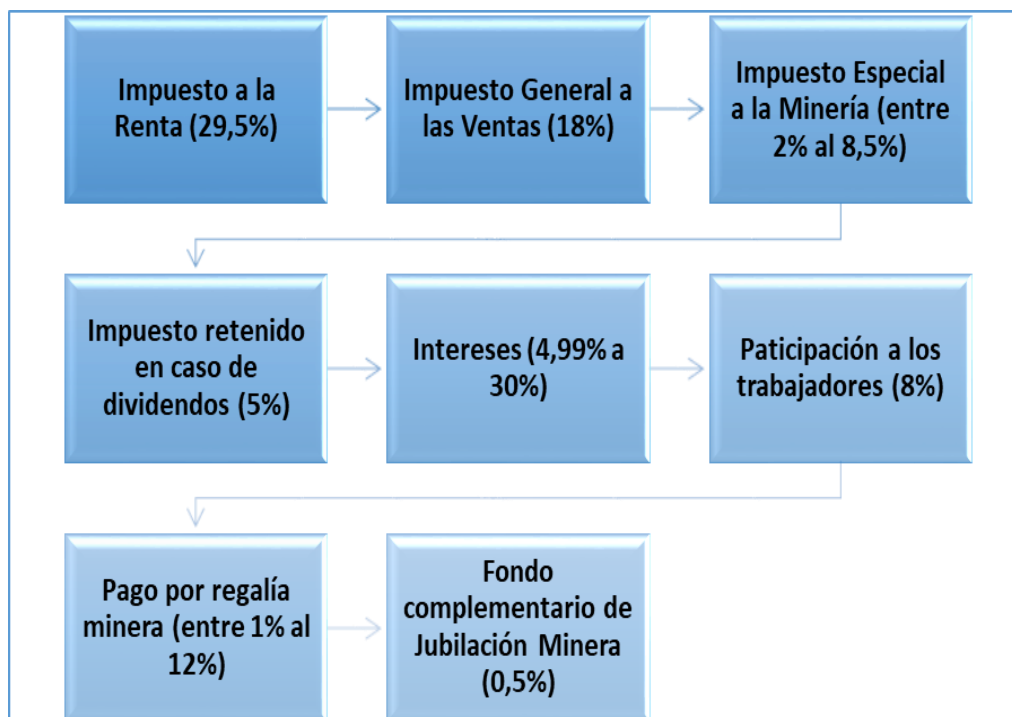 Impuesto a la
Renta (29,5%)
Impuesto General a
las Ventas (18%)
Impuesto Especial
a la Minería (entre
2% al 8,5%)
Impuesto retenido
en caso de
dividendos (5%)
Intereses (4,99% a
30%)
Paticipación a los
trabajadores (8%)
Pago por regalía
minera (entre 1% al
12%)
Fondo
complementario de
Jubilación Minera
(0,5%)